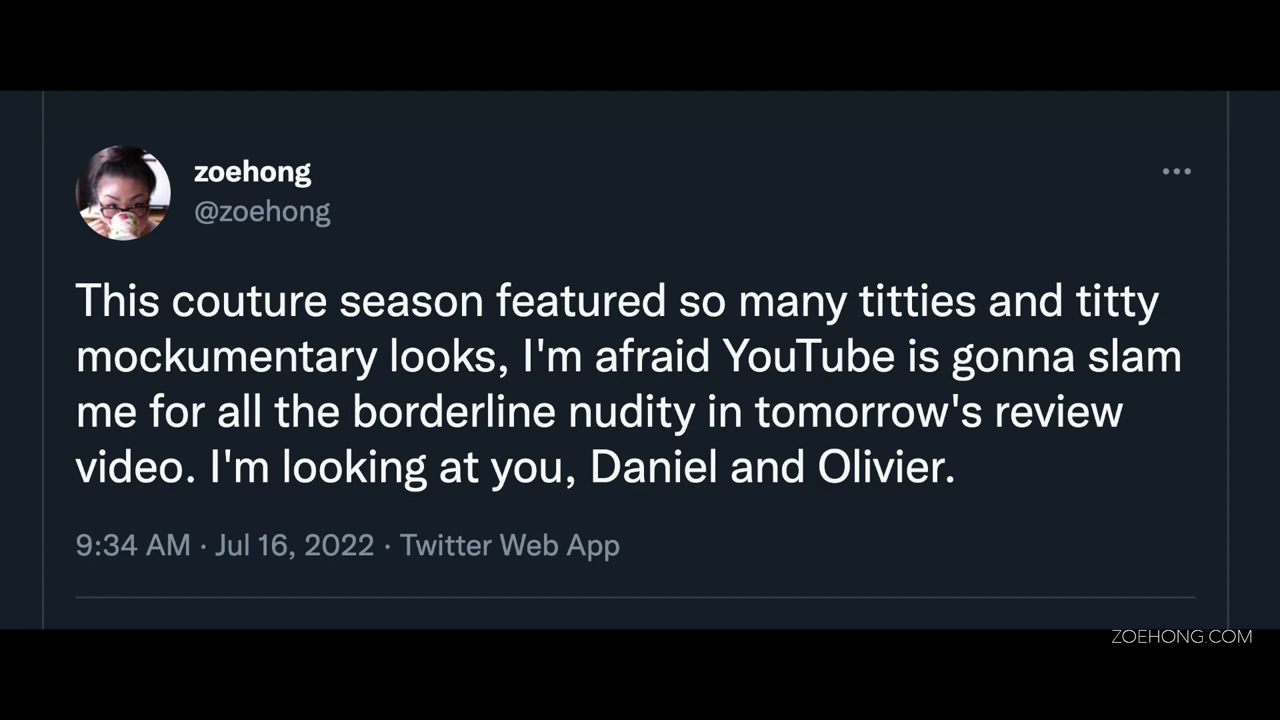 zoehong
@zoehong
This couture season featured so many titties and titty
mockumentary looks, I'm afraid YouTube is gonna slam
me for all the borderline nudity in tomorrow's review
video. I'm looking at you, Daniel and Olivier.
9:34 AM · Jul 16, 2022 · Twitter Web App
ZOEHONG.COM